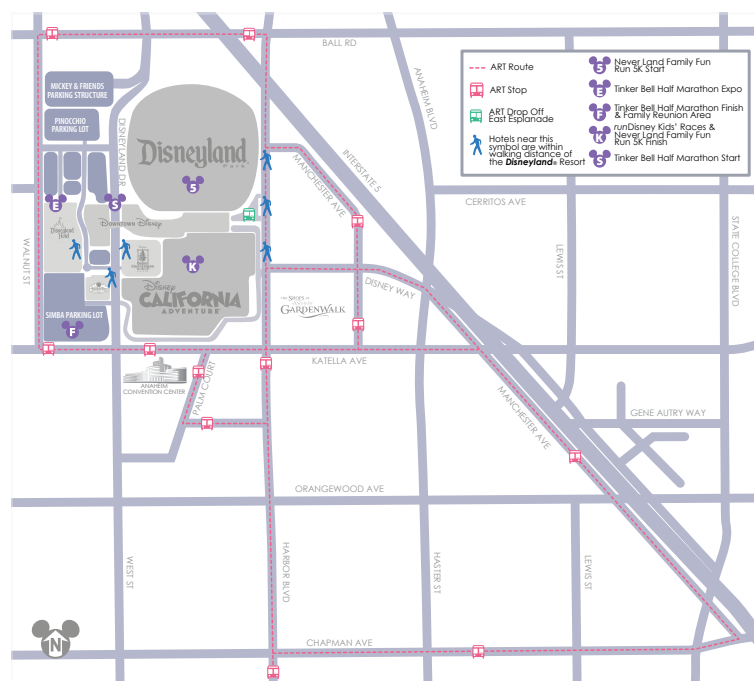 BALL RD
MICKEY & FRIENDS
PARKING STRUCTURE
PINOCCHIO
PARKING LOT
DISNEYLAND DR
Disneyland
Park
5
E
S
Disneyland
Hotel
DOWNTOWN DISNEY
K
Disney
CALIFORNIA
ADVENTURE
SIMBA PARKING LOT
F
WALNUT ST
ANAHEIM BLVD
INTERSTATE 5
MANCHESTER AVE
CERRITOS AVE
LEWIS ST
STATE COLLEGE BLVD
DISNEY WAY
GARDENWALK
KATELLA AVE
ANAHEIM
CONVENTION CENTER
PALM COURT
MANCHESTER AVE
GENE AUTRY WAY
ORANGEWOOD AVE
WEST ST
HARBOR BLVD
HASTER ST
LEWIS ST
CHAPMAN AVE
N
ART Route
ART Stop
ART Drop Off
East Esplanade
Hotels near this
symbol are within
walking distance of
the Disneyland® Resort
5
Never Land Family Fun
Run 5K Start
E
Tinker Bell Half Marathon Expo
F
Tinker Bell Half Marathon Finish
& Family Reunion Area
K
runDisney Kids' Races &
Never Land Family Fun
Run 5K Finish
S
Tinker Bell Half Marathon Start